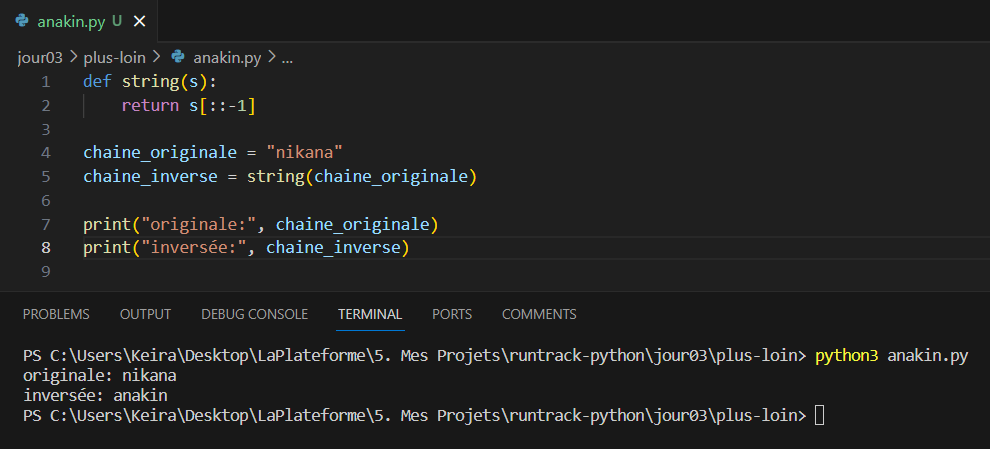 anakin.py U
jour03 > plus-loin > anakin.py > ...
1 def string(s):
2     return s[::-1]
3
4 chaine_originale = "nikana"
5 chaine_inverse = string(chaine_originale)
6
7 print("originale:", chaine_originale)
8 print("inversée:", chaine_inverse)
9
PROBLEMS OUTPUT DEBUG CONSOLE TERMINAL PORTS COMMENTS
PS C:\Users\Keira\Desktop\LaPlateforme\5. Mes Projets\runtrack-python\jour03\plus-loin> python3 anakin.py
originale: nikana
inversée: anakin
PS C:\Users\Keira\Desktop\LaPlateforme\5. Mes Projets\runtrack-python\jour03\plus-loin>